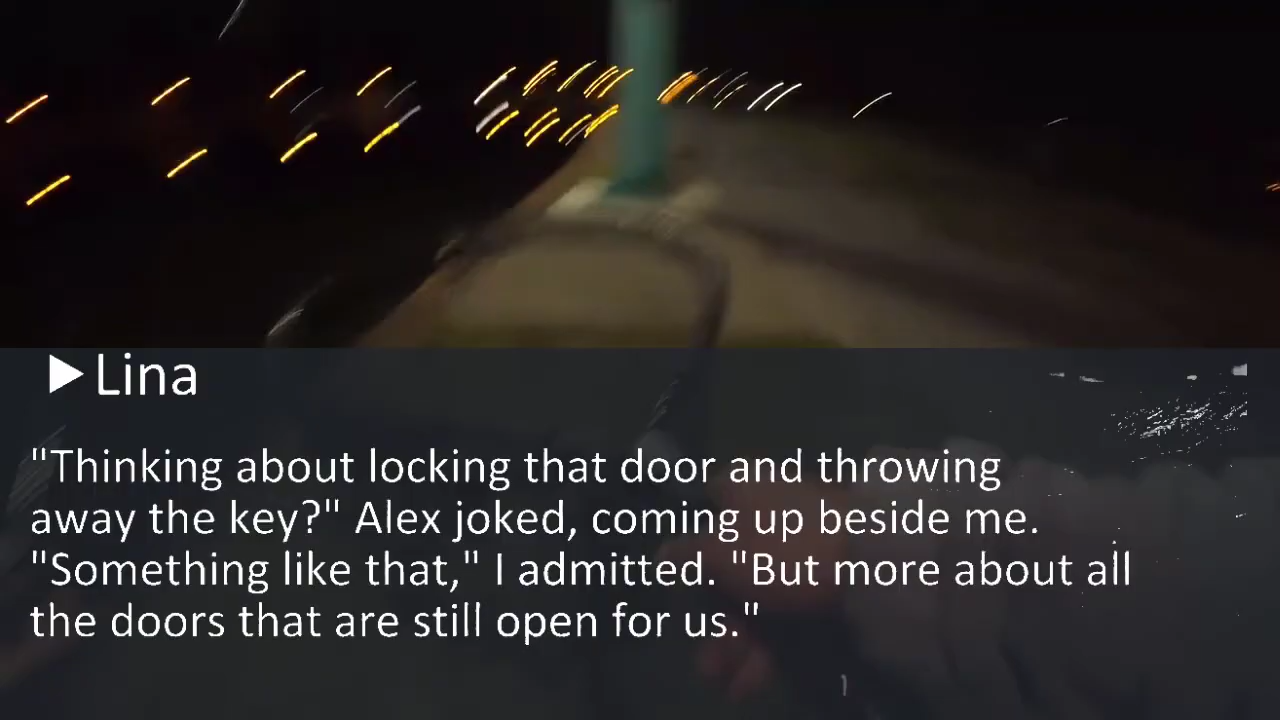 ▶Lina
"Thinking about locking that door and throwing
away the key?" Alex joked, coming up beside me.
"Something like that," I admitted. "But more about all
the doors that are still open for us."